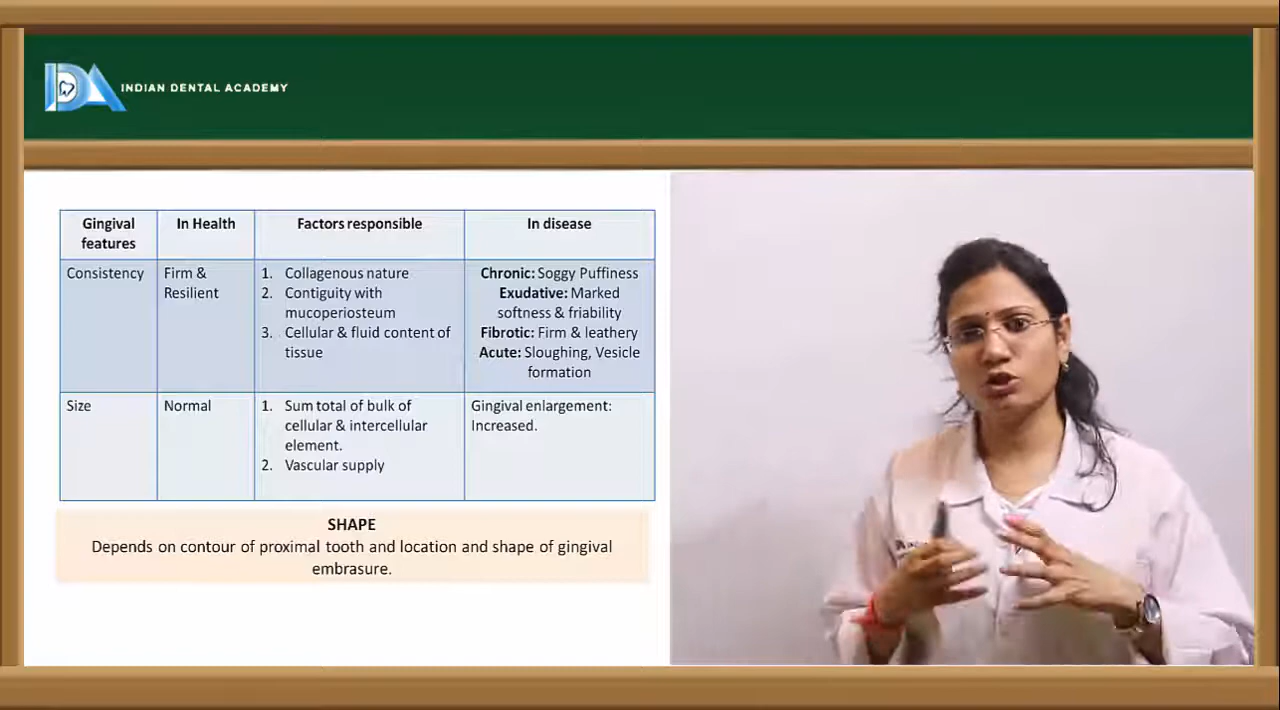 INDIAN DENTAL ACADEMY
Gingival
features
In Health
Factors responsible
In disease
Consistency
Firm &
Resilient
1. Collagenous nature
2. Contiguity with
mucoperiosteum
3. Cellular & fluid content of
tissue
Chronic: Soggy Puffiness
Exudative: Marked
softness & friability
Fibrotic: Firm & leathery
Acute: Sloughing, Vesicle
formation
Size
Normal
1. Sum total of bulk of
cellular & intercellular
element.
2. Vascular supply
Gingival enlargement:
Increased.
SHAPE
Depends on contour of proximal tooth and location and shape of gingival
embrasure.